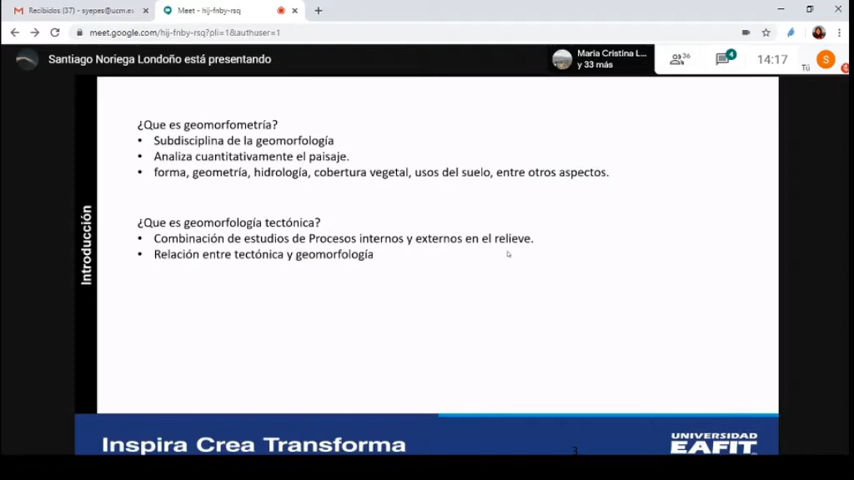 Recibidos (37) - syepes@ucm.es
Meet - hij-fnby-rsq
meet.google.com/hij-fnby-rsq?pli=1&authuser=1
Santiago Noriega Londoño está presentando
Maria Cristina L...
y 33 más
36
4
14:17
Tú
S
Introducción
¿Que es geomorfometría?
• Subdisciplina de la geomorfología
• Analiza cuantitativamente el paisaje.
• forma, geometría, hidrología, cobertura vegetal, usos del suelo, entre otros aspectos.
¿Que es geomorfología tectónica?
• Combinación de estudios de Procesos internos y externos en el relieve.
• Relación entre tectónica y geomorfología
Inspira Crea Transforma
3
UNIVERSIDAD
EAFIT